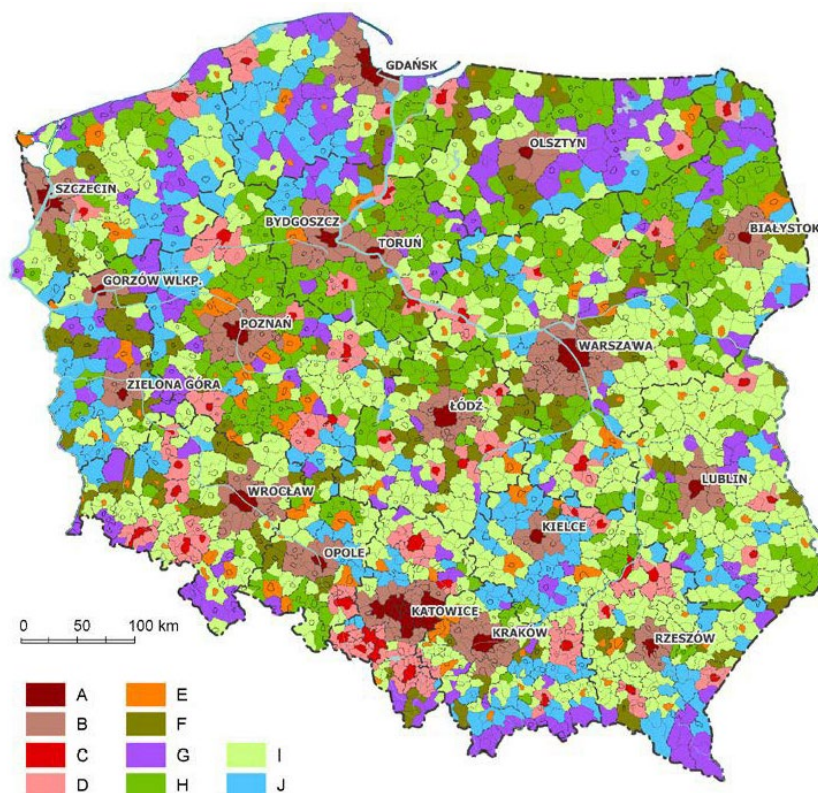 GDAŃSK
OLSZTYN
SZCZECIN
BYDGOSZCZ
BIAŁYSTOK
TORUŃ
GORZÓW WLKP.
POZNAŃ
WARSZAWA
ZIELONA GÓRA
ŁÓDŹ
WROCŁAW
LUBLIN
KIELCE
OPOLE
KATOWICE
KRAKÓW
RZESZÓW
0 50 100 km
A E
B F
C G I
D H J